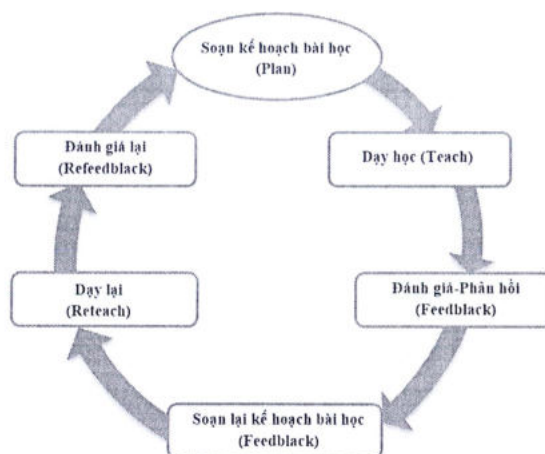 Soạn kế hoạch bài học
(Plan)
Dạy học (Teach)
Đánh giá-Phản hồi
(Feedblack)
Soạn lại kế hoạch bài học
(Feedblack)
Dạy lại
(Reteach)
Đánh giá lại
(Refeedblack)